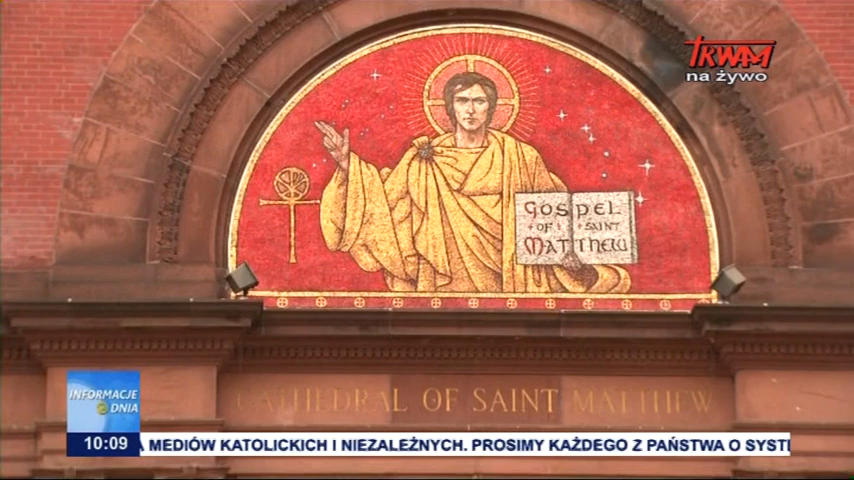 TRWAM
na żywo
GOSPEL
OF SAINT
MATTHEW
CATHEDRAL OF SAINT MATTHEW
INFORMACJE
DNIA
10:09
A MEDIÓW KATOLICKICH I NIEZALEŻNYCH. PROSIMY KAŻDEGO Z PAŃSTWA O SYST